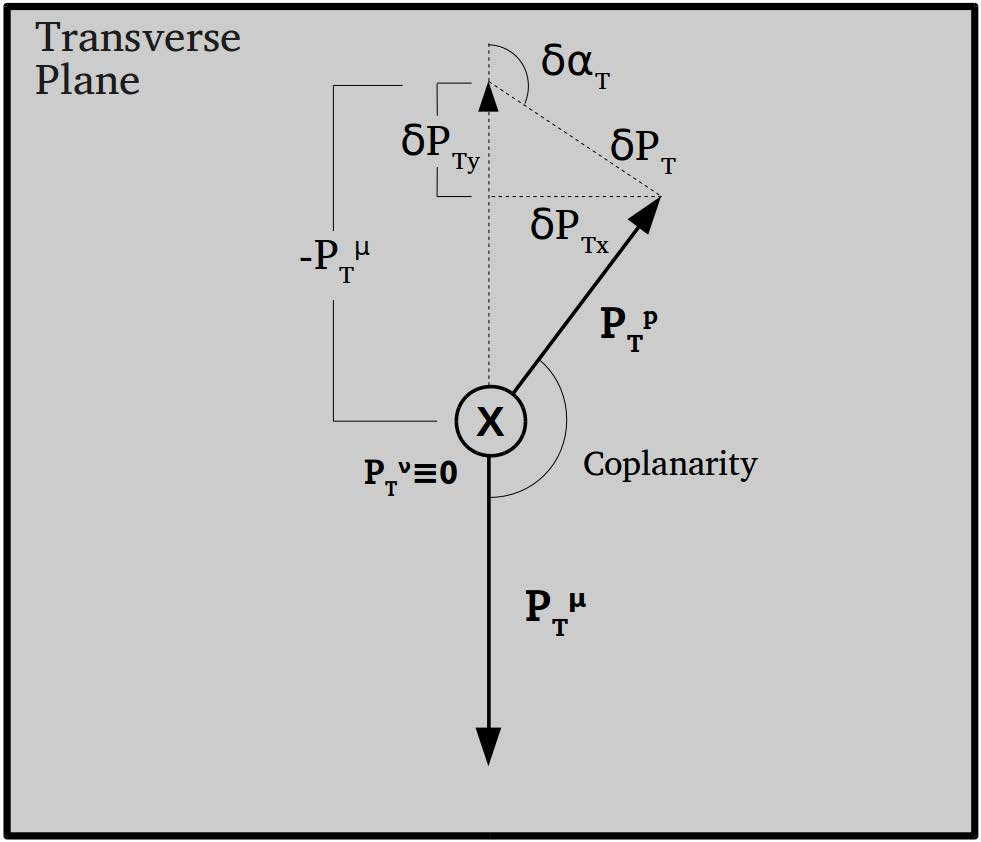 Transverse
Plane
δα_T
δP_Ty
δP_T
δP_Tx
-P_T^μ
P_T^p
X
P_T^ν≡0
Coplanarity
P_T^μ